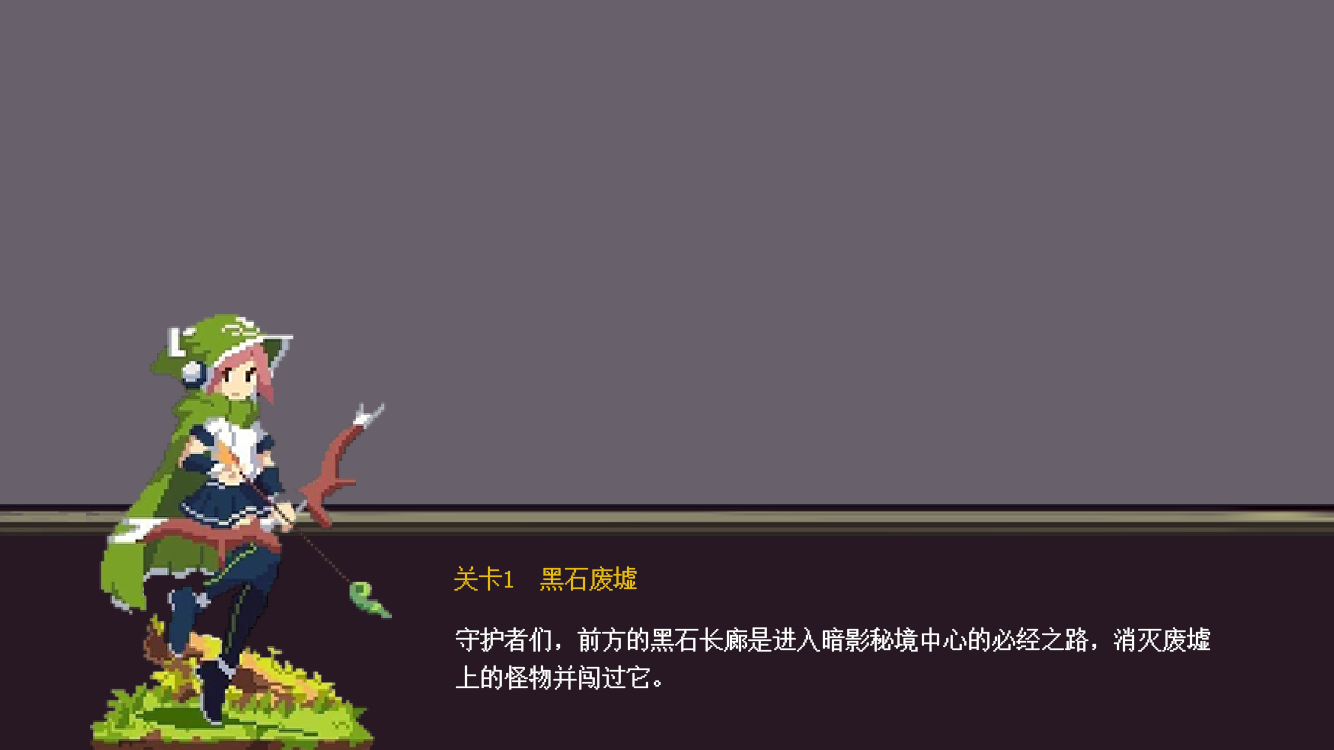 关卡1 黑石废墟
守护者们，前方的黑石长廊是进入暗影秘境中心的必经之路，消灭废墟
上的怪物并闯过它。